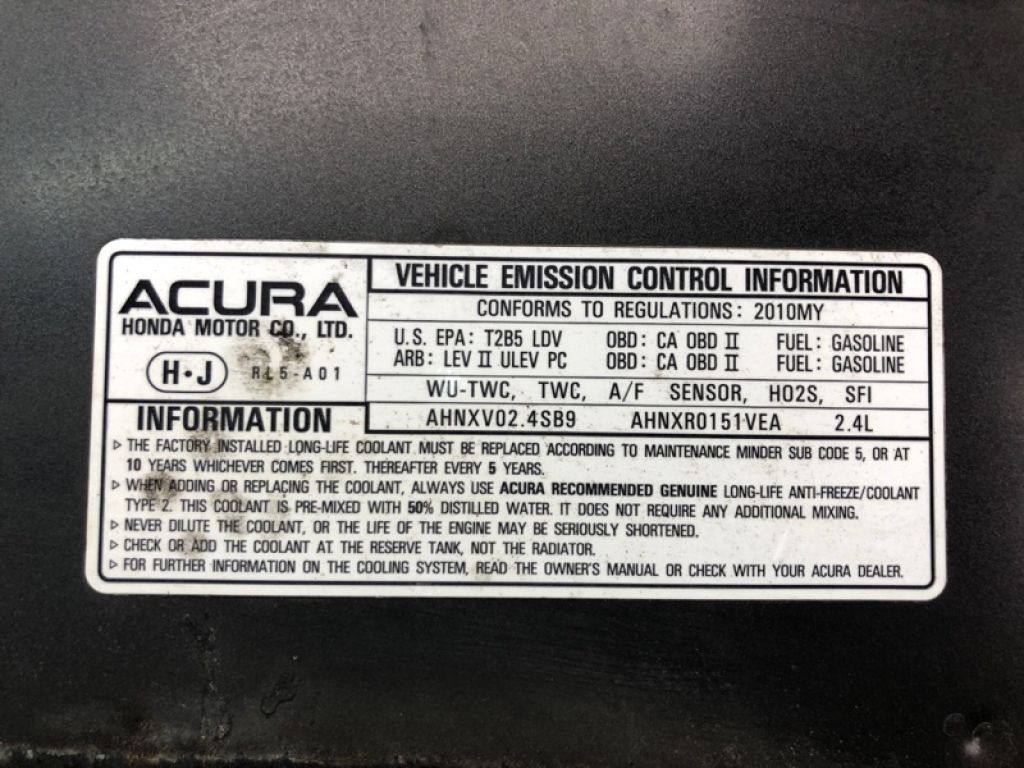 ACURA
HONDA MOTOR CO., LTD.
H•J
VEHICLE EMISSION CONTROL INFORMATION
CONFORMS TO REGULATIONS: 2010MY
U.S. EPA: T2B5 LDV OBD: CA OBD II FUEL: GASOLINE
ARB: LEV II ULEV PC OBD: CA OBD II FUEL: GASOLINE
WU-TWC, TWC, A/F SENSOR, HO2S, SFI
AHNXV02.4SB9 AHNXR0151VEA 2.4L
INFORMATION
▷ THE FACTORY INSTALLED LONG-LIFE COOLANT MUST BE REPLACED ACCORDING TO MAINTENANCE MINDER SUB CODE 5, OR AT
10 YEARS WHICHEVER COMES FIRST. THEREAFTER EVERY 5 YEARS.
▷ WHEN ADDING OR REPLACING THE COOLANT, ALWAYS USE ACURA RECOMMENDED GENUINE LONG-LIFE ANTI-FREEZE/COOLANT
TYPE 2. THIS COOLANT IS PRE-MIXED WITH 50% DISTILLED WATER. IT DOES NOT REQUIRE ANY ADDITIONAL MIXING.
▷ NEVER DILUTE THE COOLANT, OR THE LIFE OF THE ENGINE MAY BE SERIOUSLY SHORTENED.
▷ CHECK OR ADD THE COOLANT AT THE RESERVE TANK, NOT THE RADIATOR.
▷ FOR FURTHER INFORMATION ON THE COOLING SYSTEM, READ THE OWNER'S MANUAL OR CHECK WITH YOUR ACURA DEALER.